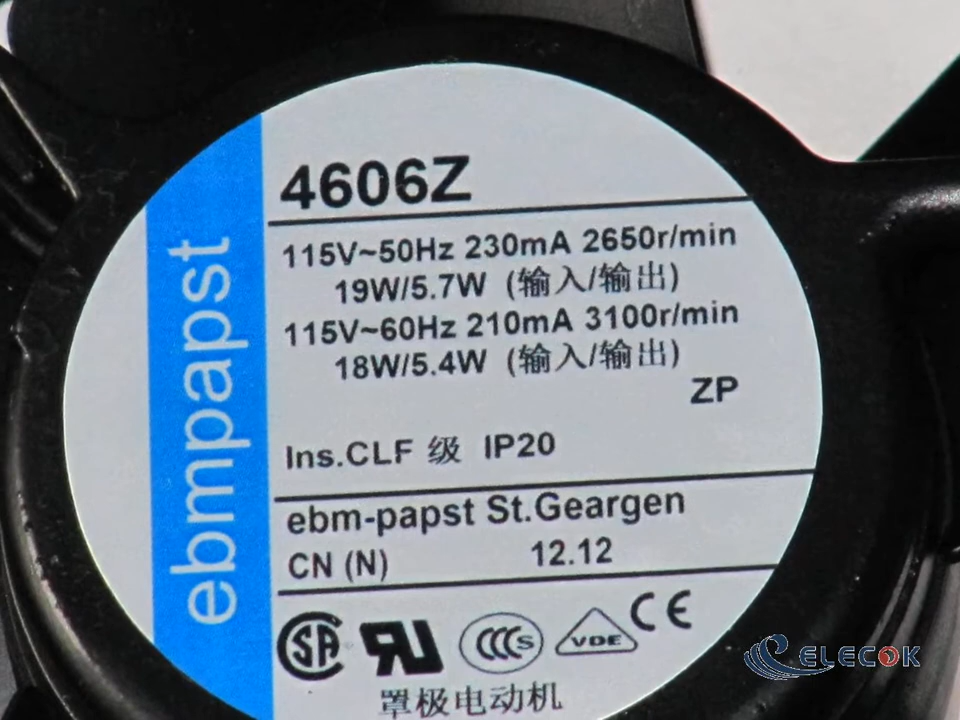 ebmpapst
4606Z
115V~50Hz 230mA 2650r/min
19W/5.7W (输入/输出)
115V~60Hz 210mA 3100r/min
18W/5.4W (输入/输出)
ZP
Ins.CLF 级 IP20
ebm-papst St.Geargen
CN (N) 12.12
SA RU CCC S VDE CE
罩极电动机
ELECOK